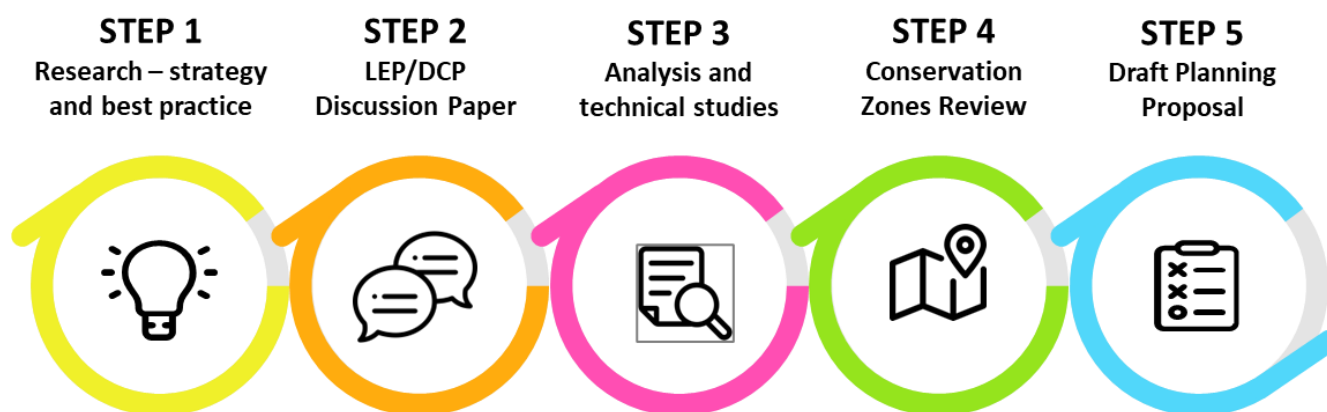 STEP 1
Research – strategy
and best practice
STEP 2
LEP/DCP
Discussion Paper
STEP 3
Analysis and
technical studies
STEP 4
Conservation
Zones Review
STEP 5
Draft Planning
Proposal